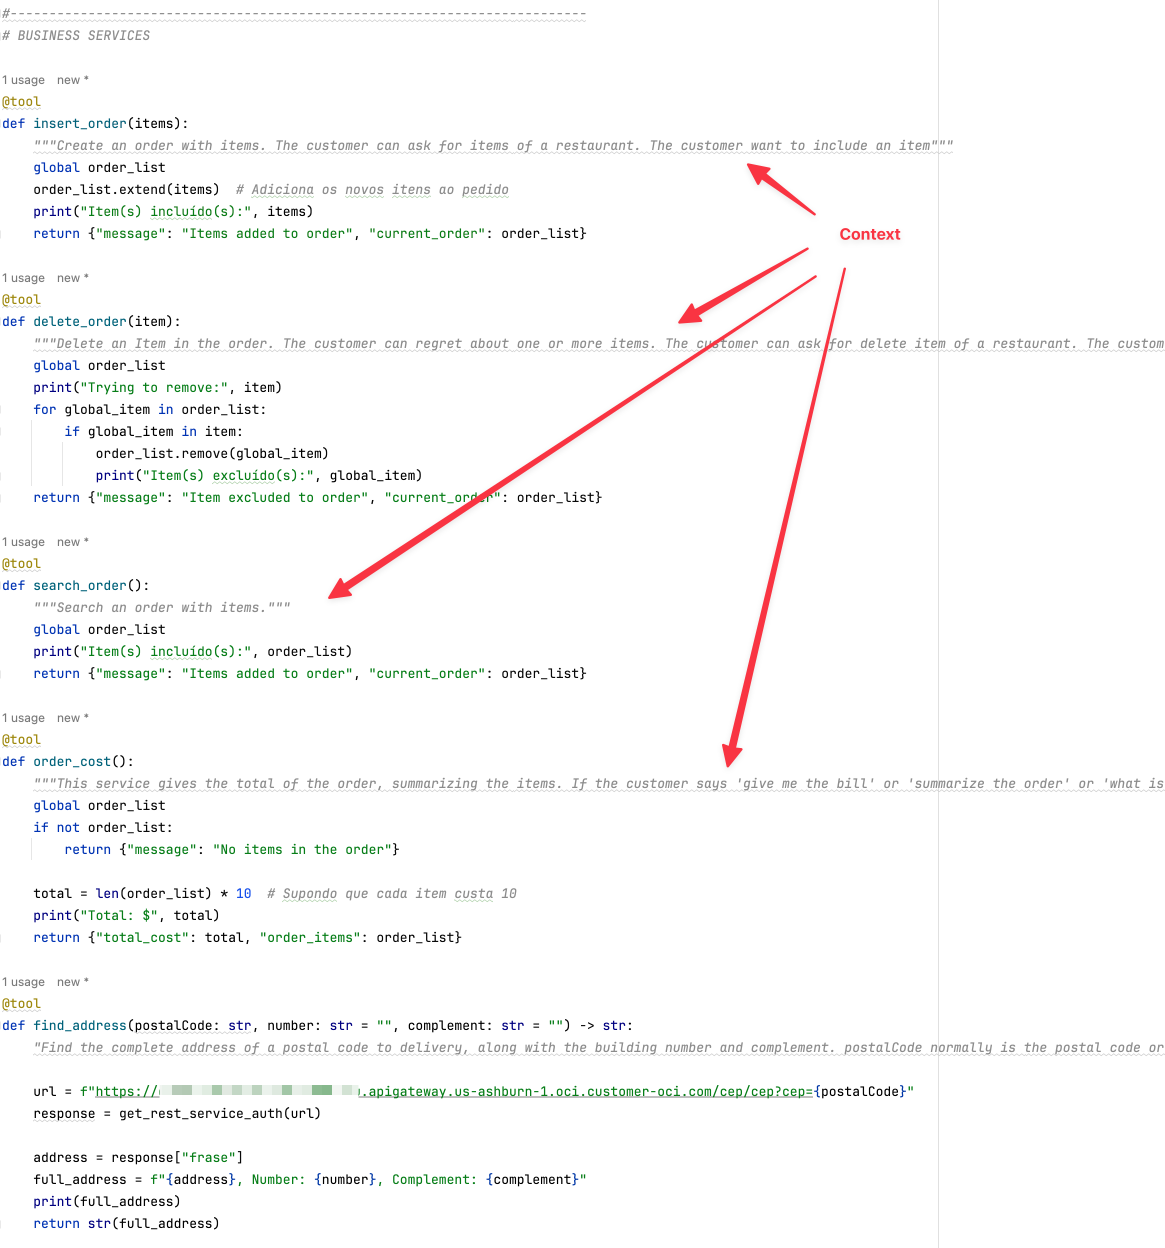 #--------------------------------------------------------------------------
# BUSINESS SERVICES
1 usage   new *
@tool
def insert_order(items):
    """Create an order with items. The customer can ask for items of a restaurant. The customer want to include an item"""
    global order_list
    order_list.extend(items)  # Adiciona os novos itens ao pedido
    print("Item(s) incluído(s):", items)
    return {"message": "Items added to order", "current_order": order_list}
Context
1 usage   new *
@tool
def delete_order(item):
    """Delete an Item in the order. The customer can regret about one or more items. The customer can ask for delete item of a restaurant. The custom
    global order_list
    print("Trying to remove:", item)
    for global_item in order_list:
        if global_item in item:
            order_list.remove(global_item)
            print("Item(s) excluído(s):", global_item)
    return {"message": "Item excluded to order", "current_order": order_list}
1 usage   new *
@tool
def search_order():
    """Search an order with items."""
    global order_list
    print("Item(s) incluído(s):", order_list)
    return {"message": "Items added to order", "current_order": order_list}
1 usage   new *
@tool
def order_cost():
    """This service gives the total of the order, summarizing the items. If the customer says 'give me the bill' or 'summarize the order' or 'what is
    global order_list
    if not order_list:
        return {"message": "No items in the order"}
    total = len(order_list) * 10  # Supondo que cada item custa 10
    print("Total: $", total)
    return {"total_cost": total, "order_items": order_list}
1 usage   new *
@tool
def find_address(postalCode: str, number: str = "", complement: str = "") -> str:
    "Find the complete address of a postal code to delivery, along with the building number and complement. postalCode normally is the postal code or
    url = f"https://.apigateway.us-ashburn-1.oci.customer-oci.com/cep/cep?cep={postalCode}"
    response = get_rest_service_auth(url)
    address = response["frase"]
    full_address = f"{address}, Number: {number}, Complement: {complement}"
    print(full_address)
    return str(full_address)